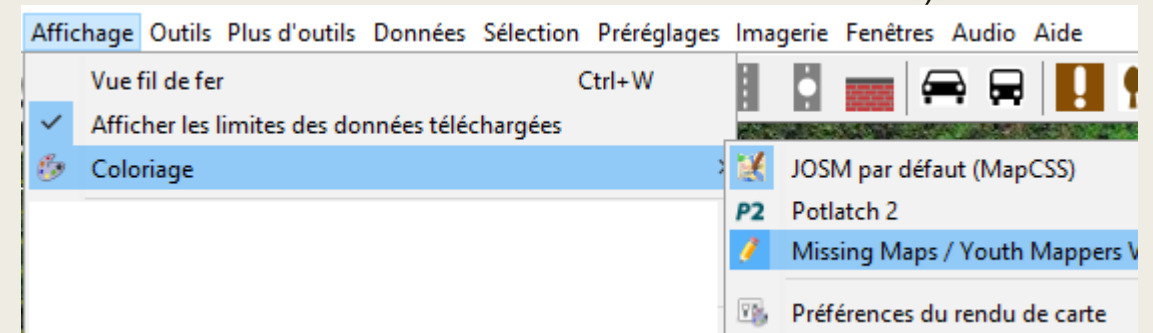 Affichage Outils Plus d'outils Données Sélection Préréglages Imagerie Fenêtres Audio Aide
Vue fil de fer Ctrl+W
Afficher les limites des données téléchargées
Coloriage
JOSM par défaut (MapCSS)
P2 Potlatch 2
Missing Maps / Youth Mappers
Préférences du rendu de carte